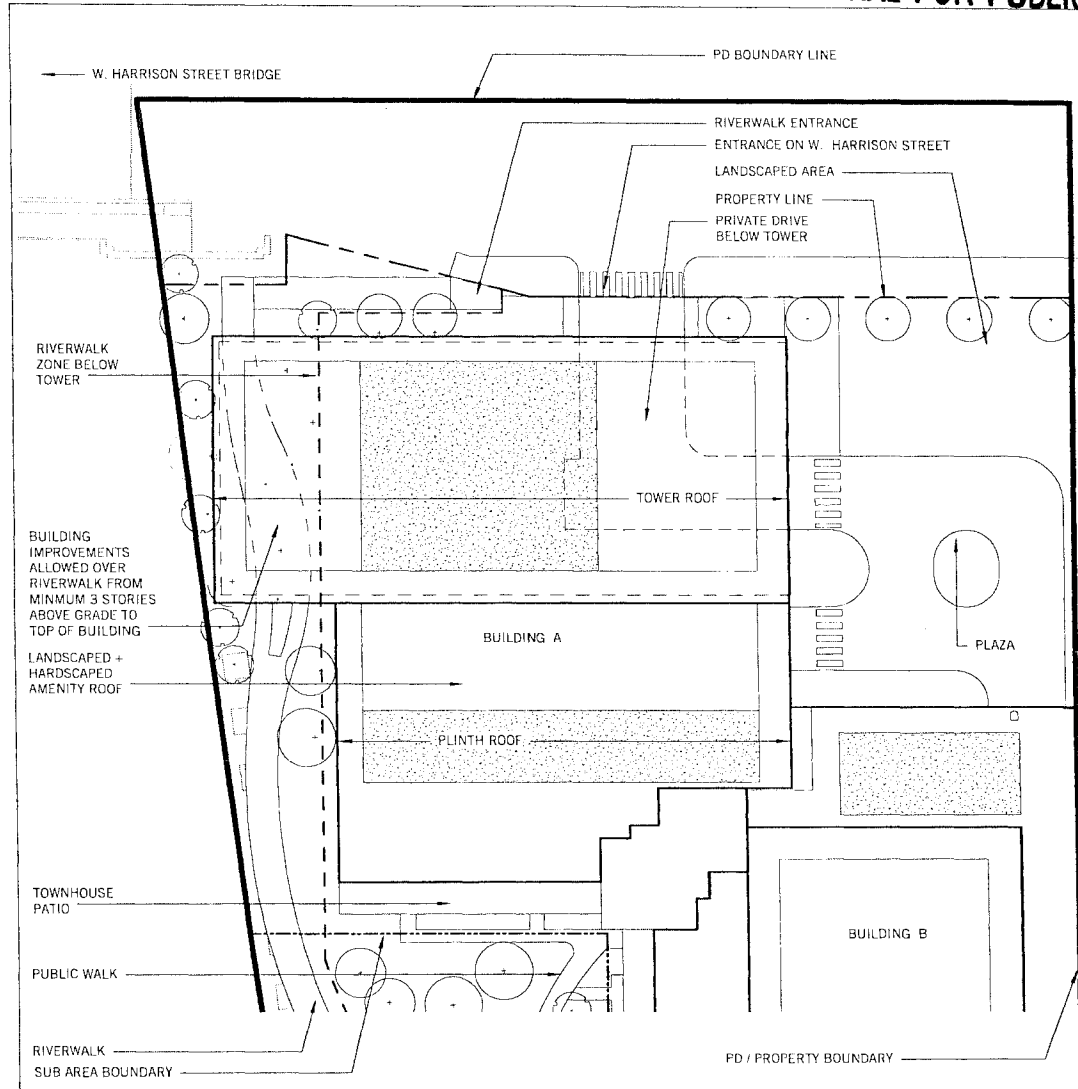 FOR PUBLI
W. HARRISON STREET BRIDGE
PD BOUNDARY LINE
RIVERWALK ENTRANCE
ENTRANCE ON W. HARRISON STREET
LANDSCAPED AREA
PROPERTY LINE
PRIVATE DRIVE
BELOW TOWER
RIVERWALK
ZONE BELOW
TOWER
TOWER ROOF
BUILDING
IMPROVEMENTS
ALLOWED OVER
RIVERWALK FROM
MINMUM 3 STORIES
ABOVE GRADE TO
TOP OF BUILDING
BUILDING A
PLAZA
LANDSCAPED +
HARDSCAPED
AMENITY ROOF
PLINTH ROOF
TOWNHOUSE
PATIO
BUILDING B
PUBLIC WALK
RIVERWALK
SUB AREA BOUNDARY
PD / PROPERTY BOUNDARY